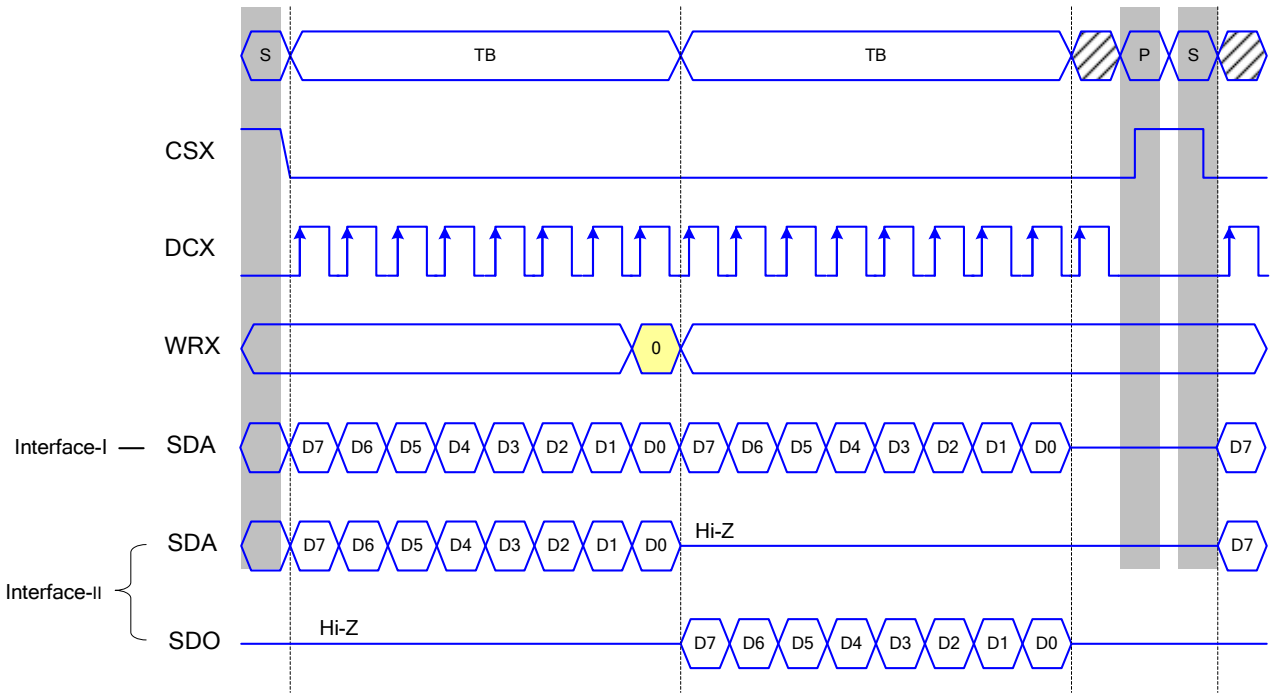 S TB TB P S
CSX
DCX
WRX 0
Interface-I SDA D7 D6 D5 D4 D3 D2 D1 D0 D7 D6 D5 D4 D3 D2 D1 D0 D7
SDA D7 D6 D5 D4 D3 D2 D1 D0 Hi-Z D7
Interface-II
SDO Hi-Z D7 D6 D5 D4 D3 D2 D1 D0